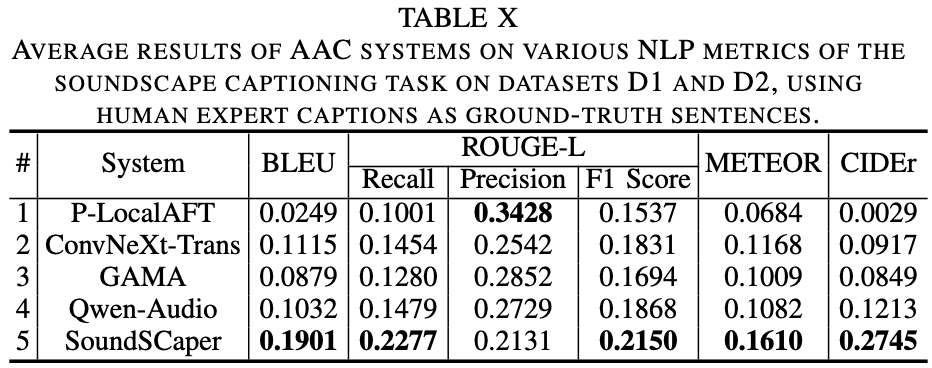 TABLE X
AVERAGE RESULTS OF AAC SYSTEMS ON VARIOUS NLP METRICS OF THE
SOUNDSCAPE CAPTIONING TASK ON DATASETS D1 AND D2, USING
HUMAN EXPERT CAPTIONS AS GROUND-TRUTH SENTENCES.
# System BLEU ROUGE-L METEOR CIDEr
Recall Precision F1 Score
1 P-LocalAFT 0.0249 0.1001 0.3428 0.1537 0.0684 0.0029
2 ConvNeXt-Trans 0.1115 0.1454 0.2542 0.1831 0.1168 0.0917
3 GAMA 0.0879 0.1280 0.2852 0.1694 0.1009 0.0849
4 Qwen-Audio 0.1032 0.1479 0.2729 0.1868 0.1082 0.1213
5 SoundSCaper 0.1901 0.2277 0.2131 0.2150 0.1610 0.2745